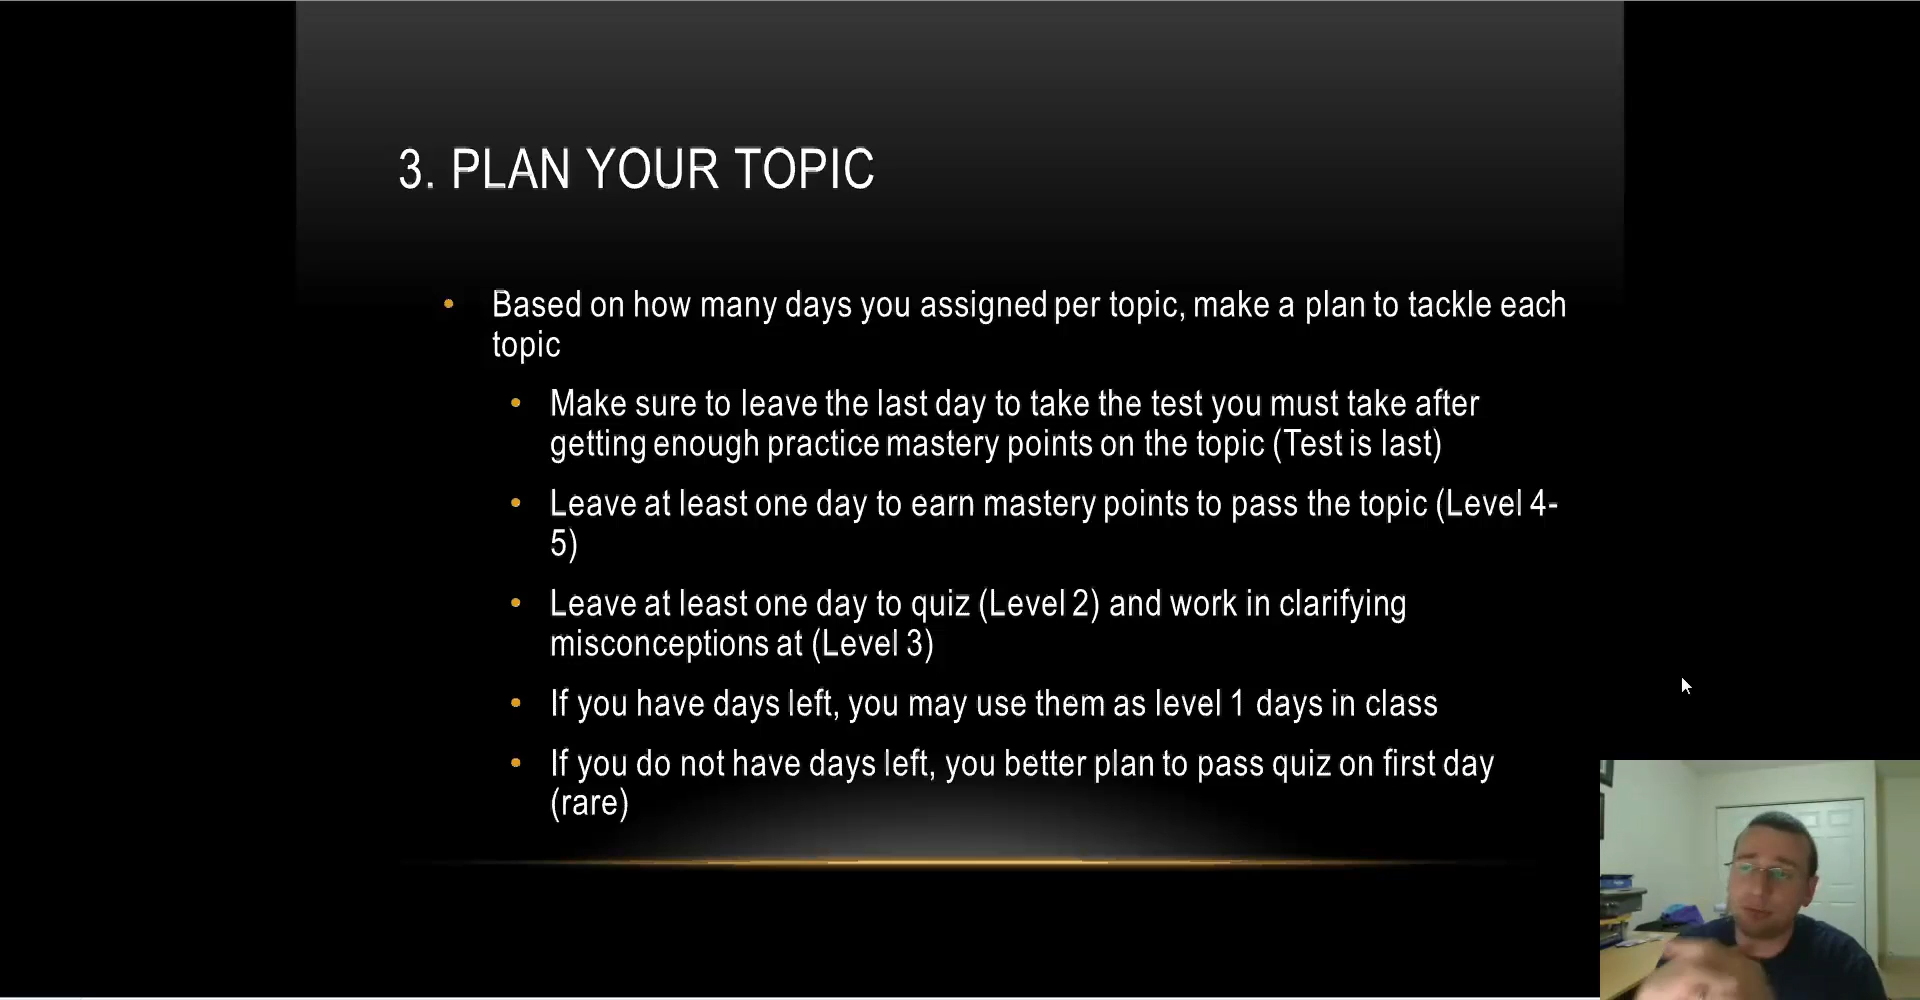 3. PLAN YOUR TOPIC
Based on how many days you assigned per topic, make a plan to tackle each
topic
Make sure to leave the last day to take the test you must take after
getting enough practice mastery points on the topic (Test is last)
Leave at least one day to earn mastery points to pass the topic (Level 4-
5)
Leave at least one day to quiz (Level 2) and work in clarifying
misconceptions at (Level 3)
If you have days left, you may use them as level 1 days in class
If you do not have days left, you better plan to pass quiz on first day
(rare)